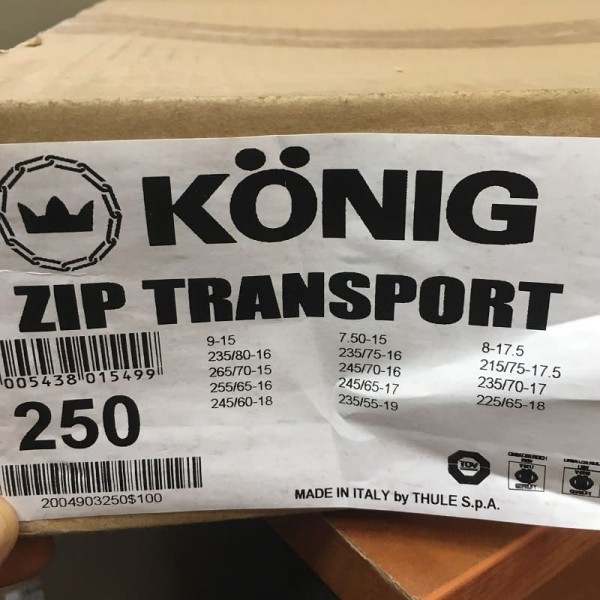 KÖNIG
ZIP TRANSPORT
9-15 7.50-15 8-17.5
235/80-16 235/75-16 215/75-17.5
265/70-15 245/70-16 235/70-17
255/65-16 245/65-17 225/65-18
245/60-18 235/55-19
005438 015499
250
TÜV
2004903250$100
MADE IN ITALY by THULE S.p.A.